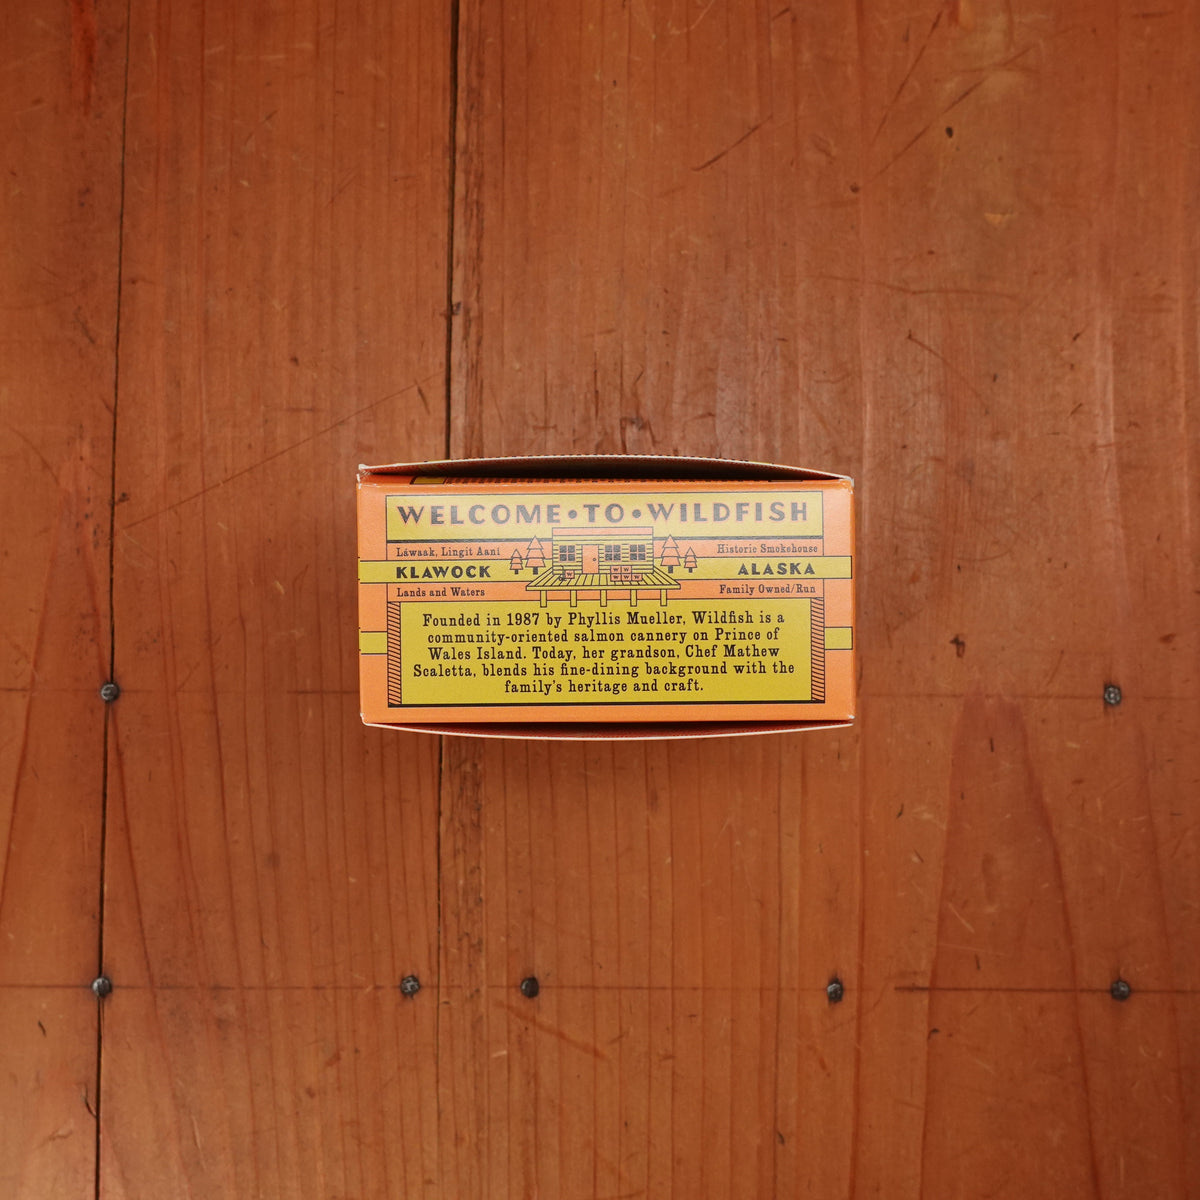 WELCOME•TO•WILDFISH
Láwaak, Lingit Aaní
Historic Smokehouse
KLAWOCK
ALASKA
Lands and Waters
Family Owned/Run
Founded in 1987 by Phyllis Mueller, Wildfish is a
community-oriented salmon cannery on Prince of
Wales Island. Today, her grandson, Chef Mathew
Scaletta, blends his fine-dining background with the
family's heritage and craft.